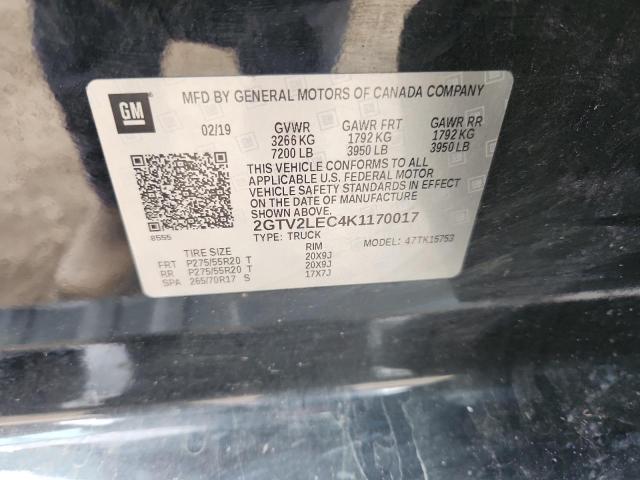 GM
MFD BY GENERAL MOTORS OF CANADA COMPANY
02/19 GVWR GAWR FRT GAWR RR
3266 KG 1792 KG 1792 KG
7200 LB 3950 LB 3950 LB
THIS VEHICLE CONFORMS TO ALL
APPLICABLE U.S. FEDERAL MOTOR
VEHICLE SAFETY STANDARDS IN EFFECT
ON THE DATE OF MANUFACTURE
SHOWN ABOVE.
2GTV2LEC4K1170017
TYPE: TRUCK MODEL: 47TK15753
6555
TIRE SIZE RIM
FRT P275/55R20 T 20X9J
RR P275/55R20 T 20X9J
SPA 265/70R17 S 17X7J